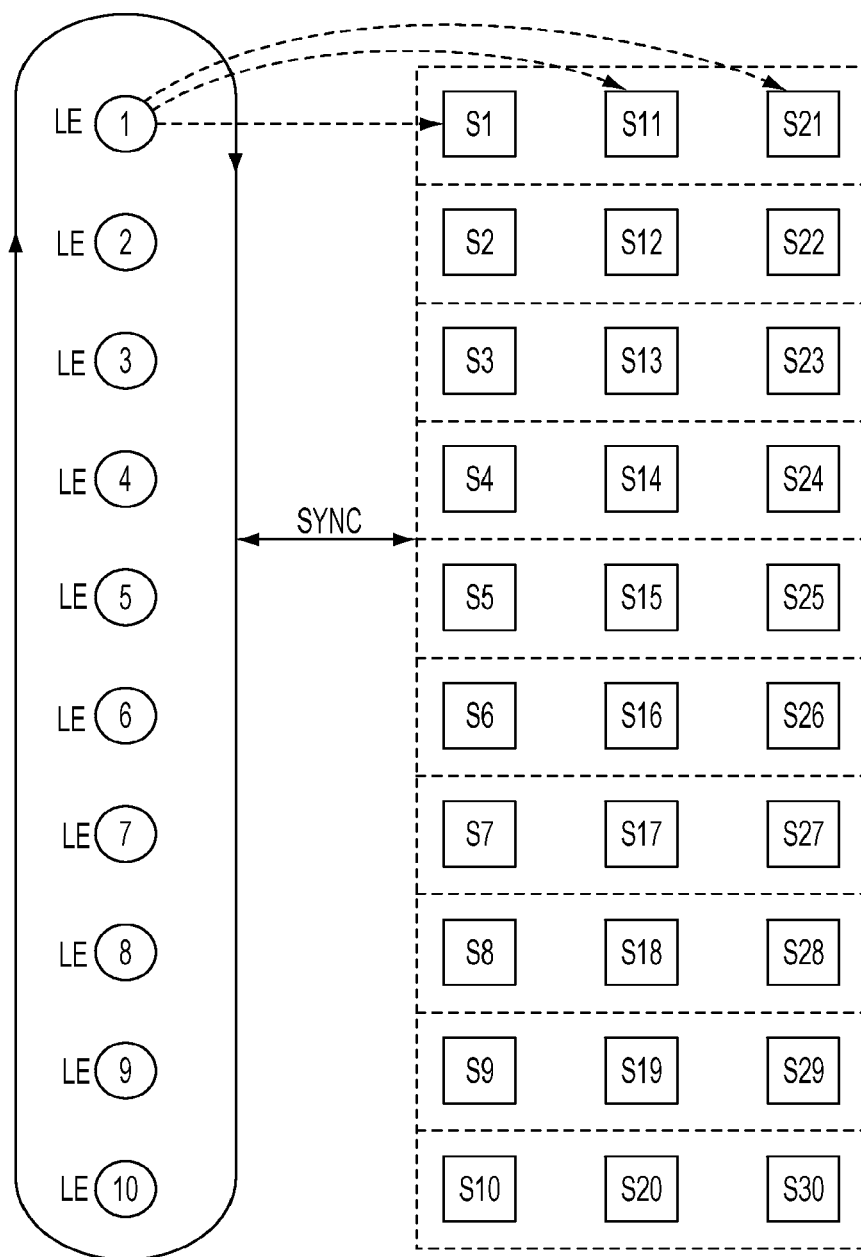 LE 1 S1 S11 S21
LE 2 S2 S12 S22
LE 3 S3 S13 S23
LE 4 S4 S14 S24
SYNC
LE 5 S5 S15 S25
LE 6 S6 S16 S26
LE 7 S7 S17 S27
LE 8 S8 S18 S28
LE 9 S9 S19 S29
LE 10 S10 S20 S30